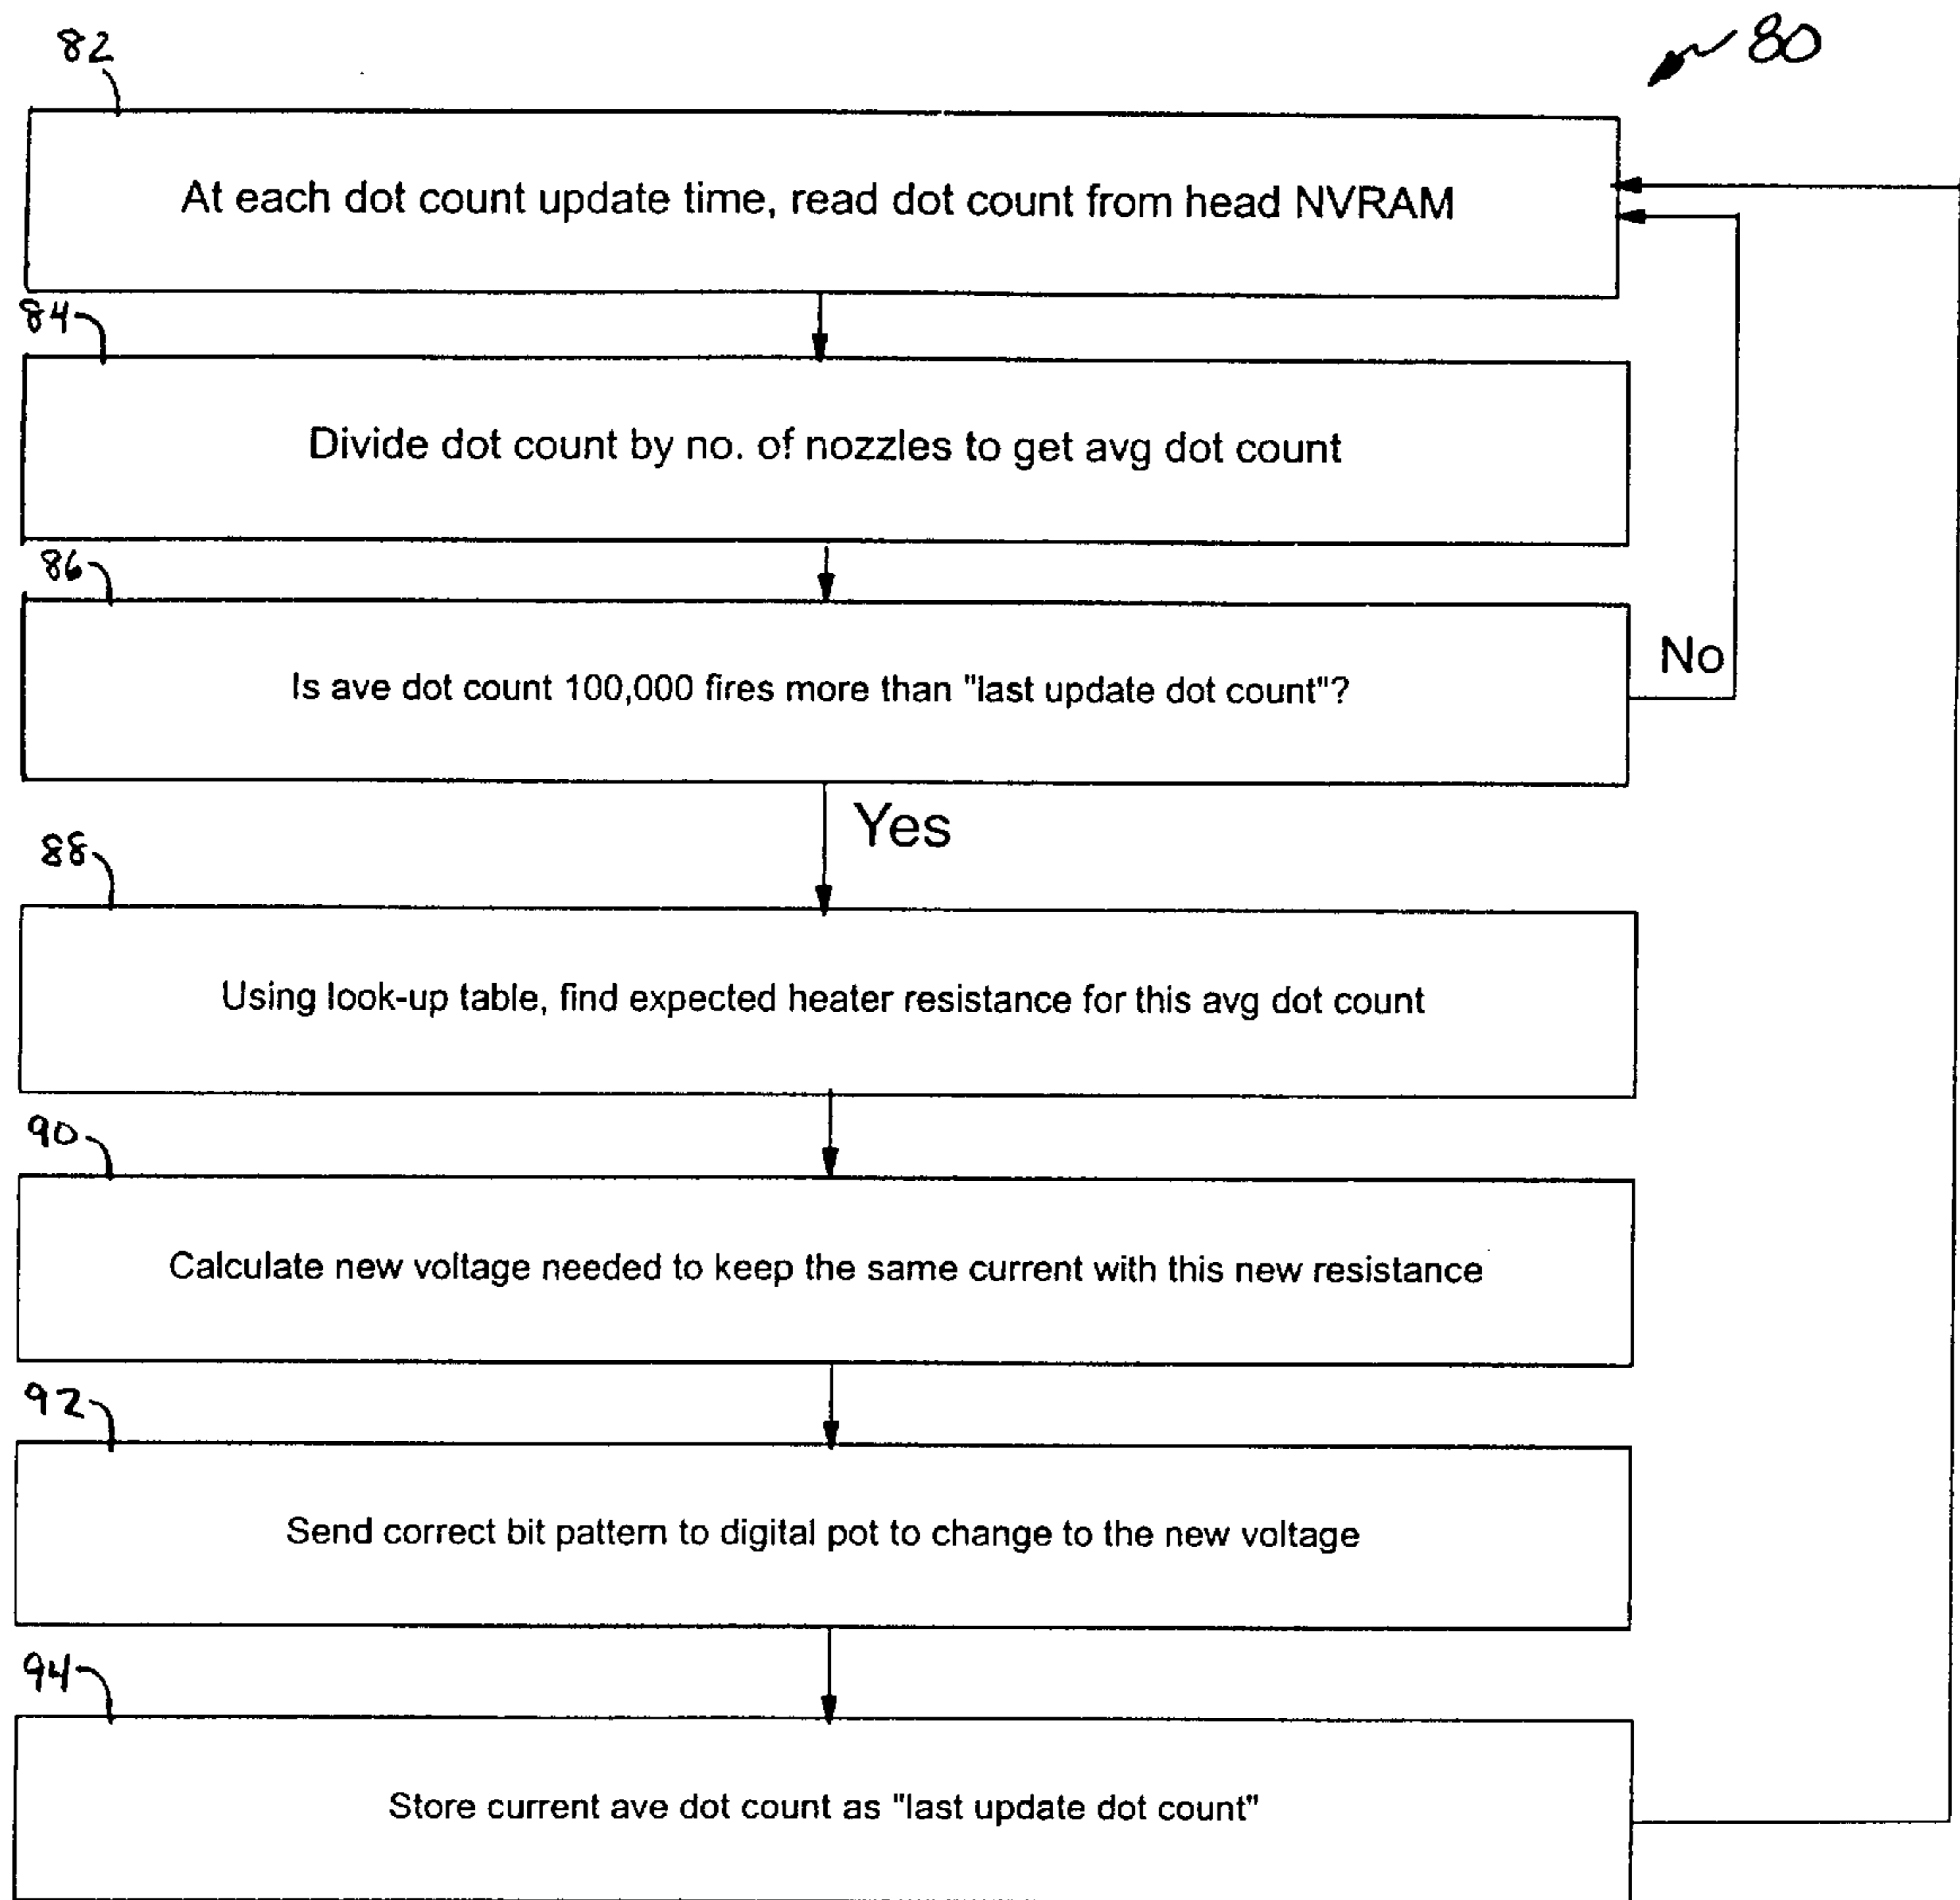 80
82
At each dot count update time, read dot count from head NVRAM
84
Divide dot count by no. of nozzles to get avg dot count
86
Is ave dot count 100,000 fires more than "last update dot count"?
No
Yes
88
Using look-up table, find expected heater resistance for this avg dot count
90
Calculate new voltage needed to keep the same current with this new resistance
92
Send correct bit pattern to digital pot to change to the new voltage
94
Store current ave dot count as "last update dot count"